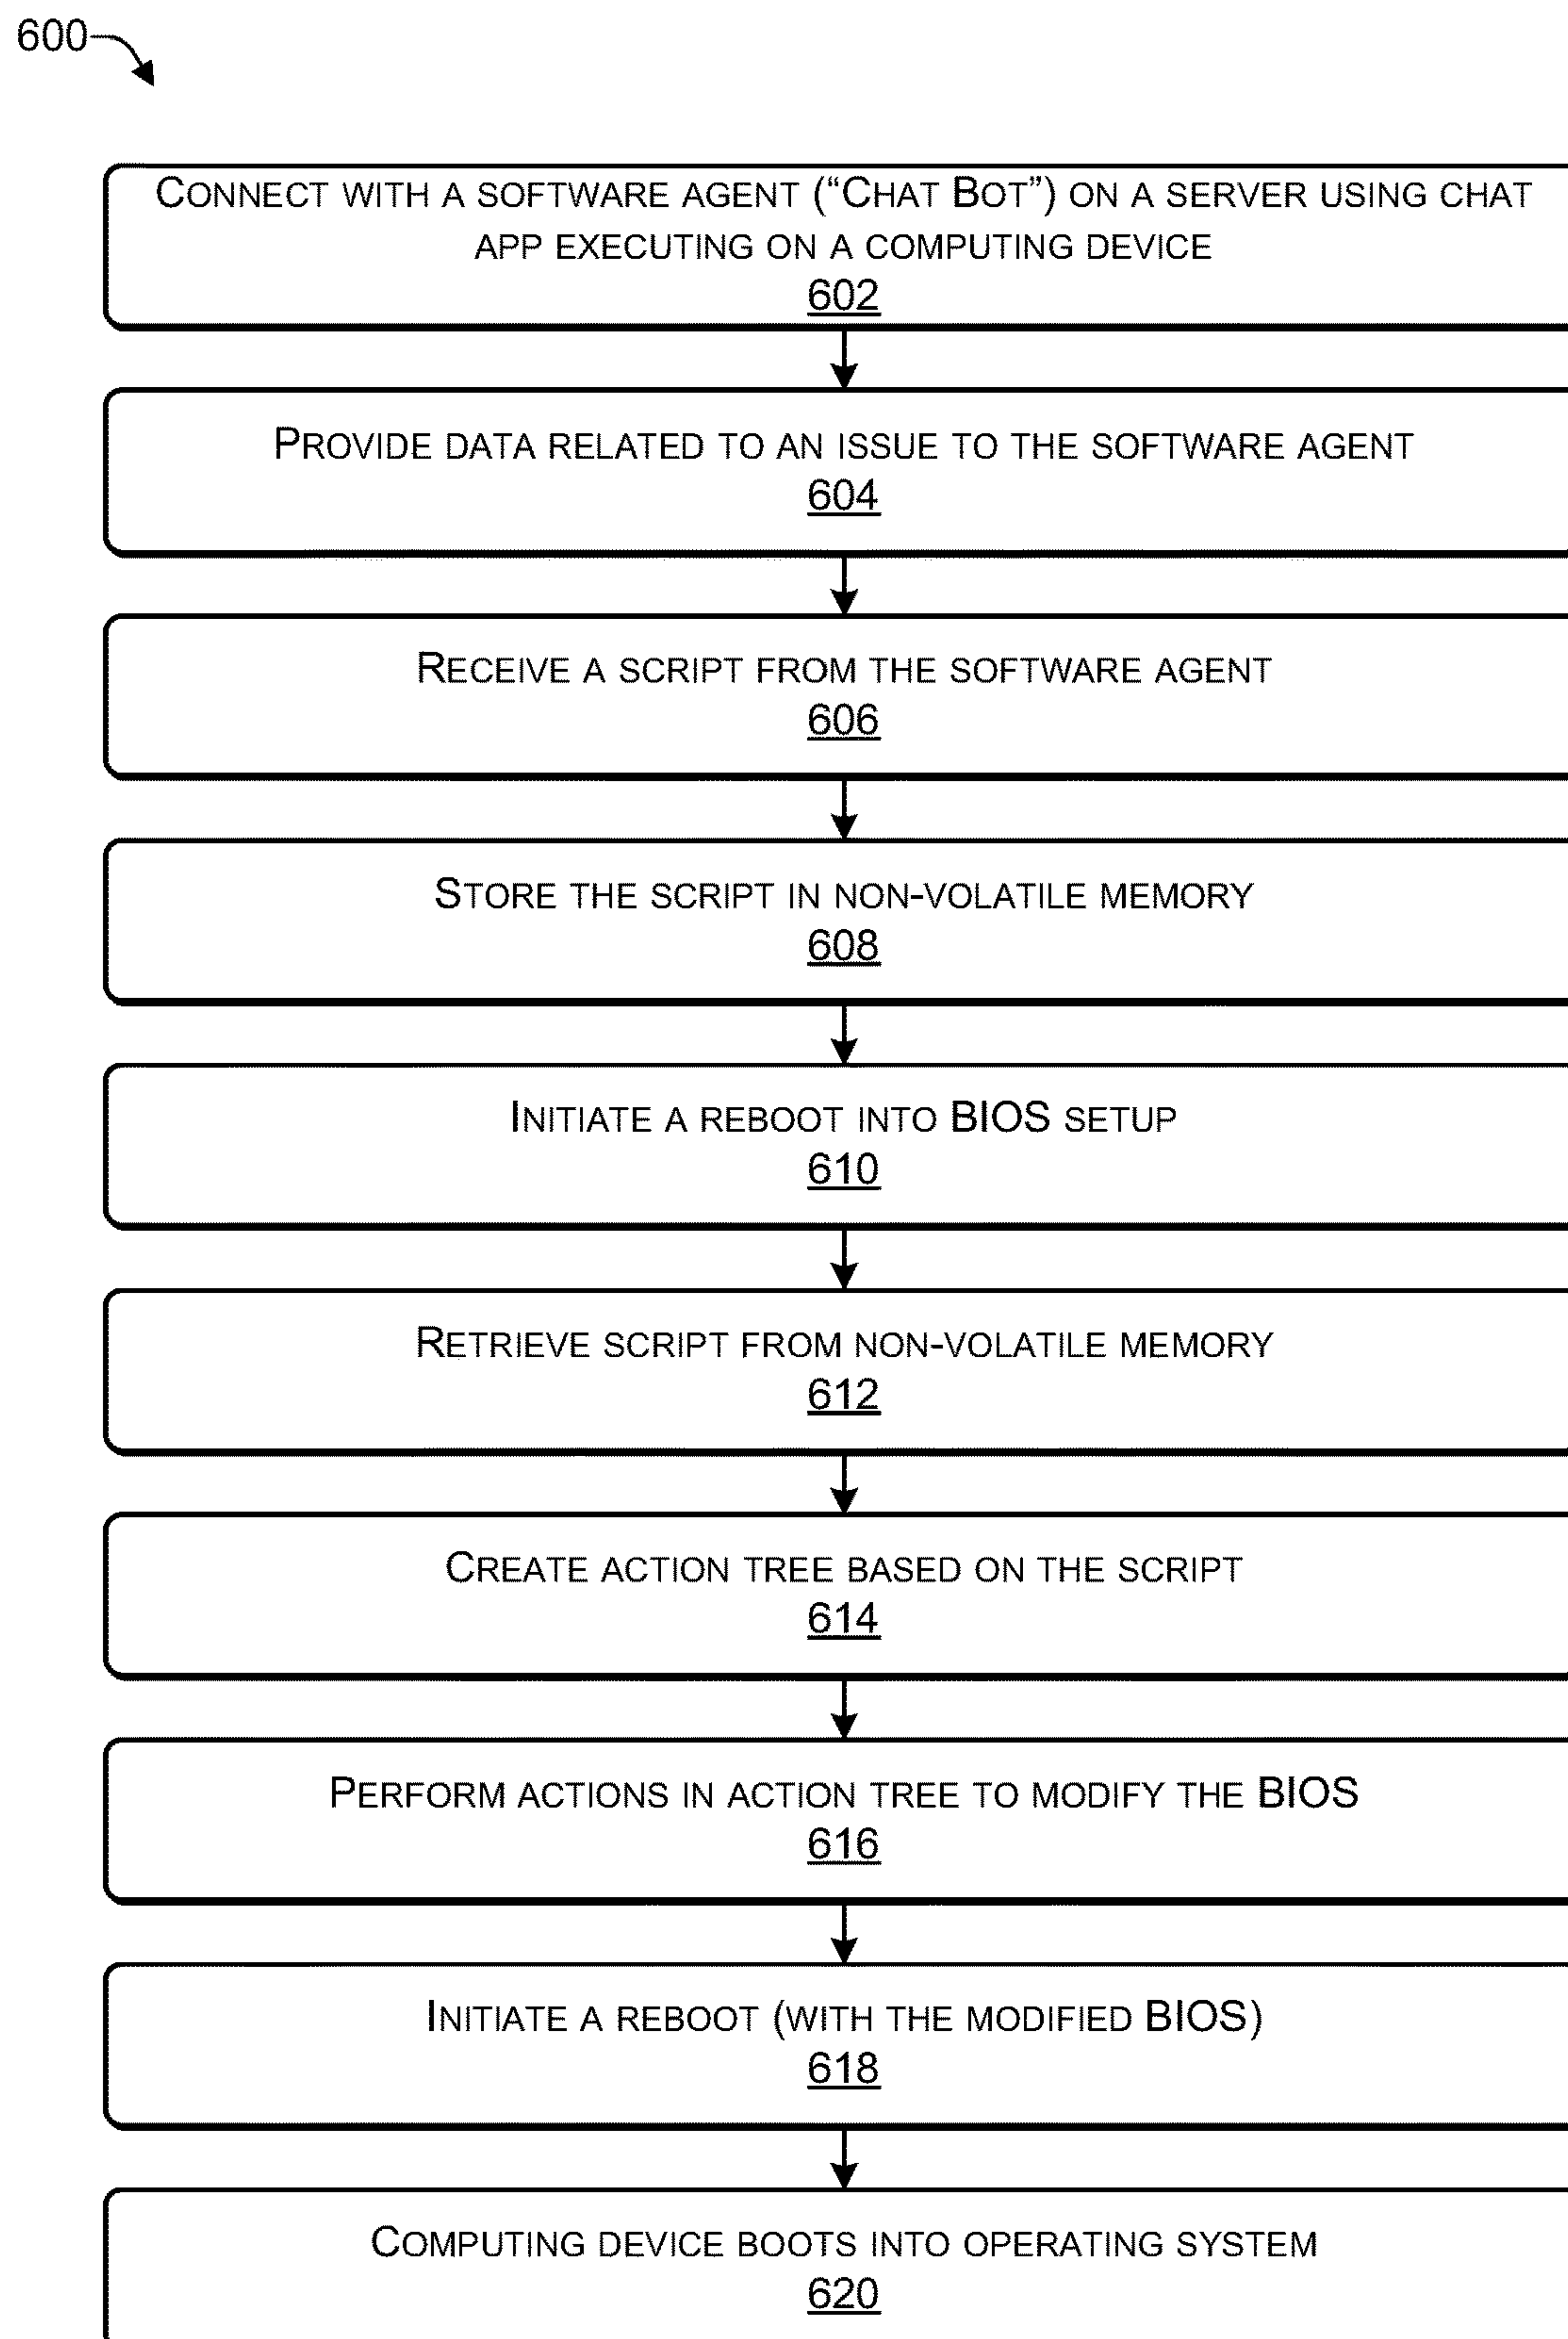 600
CONNECT WITH A SOFTWARE AGENT (“CHAT BOT”) ON A SERVER USING CHAT
APP EXECUTING ON A COMPUTING DEVICE
602
PROVIDE DATA RELATED TO AN ISSUE TO THE SOFTWARE AGENT
604
RECEIVE A SCRIPT FROM THE SOFTWARE AGENT
606
STORE THE SCRIPT IN NON-VOLATILE MEMORY
608
INITIATE A REBOOT INTO BIOS SETUP
610
RETRIEVE SCRIPT FROM NON-VOLATILE MEMORY
612
CREATE ACTION TREE BASED ON THE SCRIPT
614
PERFORM ACTIONS IN ACTION TREE TO MODIFY THE BIOS
616
INITIATE A REBOOT (WITH THE MODIFIED BIOS)
618
COMPUTING DEVICE BOOTS INTO OPERATING SYSTEM
620